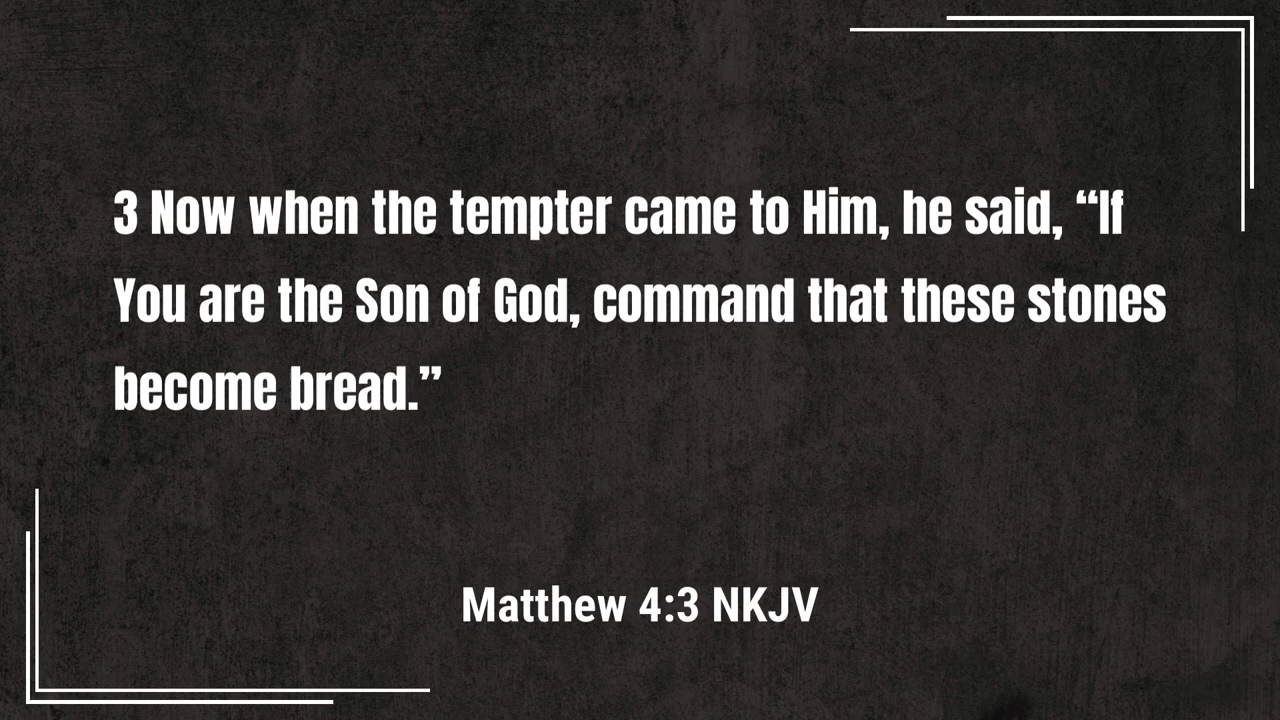 3 Now when the tempter came to Him, he said, “If
You are the Son of God, command that these stones
become bread.”
Matthew 4:3 NKJV